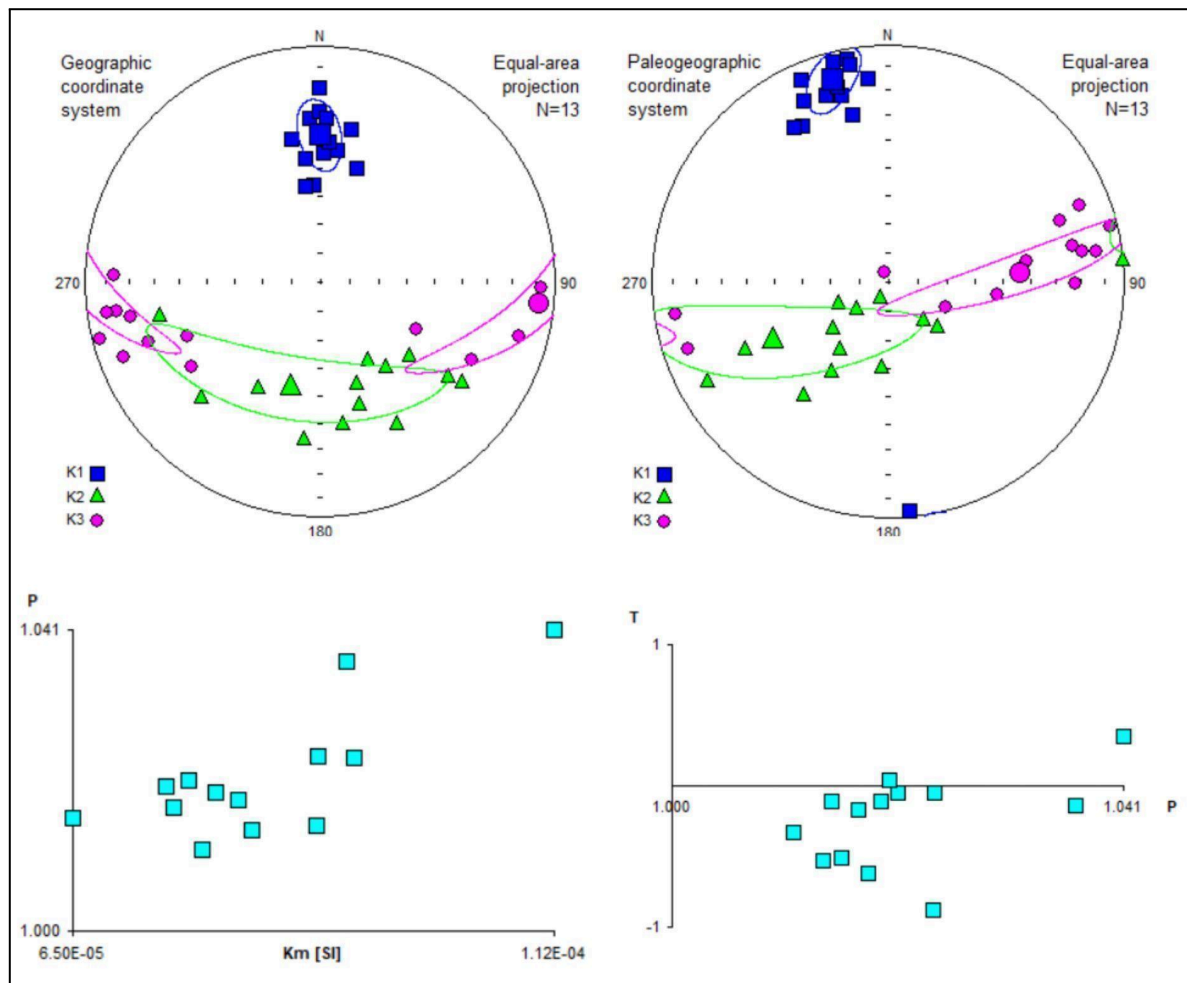 N
Geographic
coordinate
system
Equal-area
projection
N=13
270
90
K1
K2
K3
180
N
Paleogeographic
coordinate
system
Equal-area
projection
N=13
270
90
K1
K2
K3
180
P
1.041
1.000
6.50E-05
Km [SI]
1.12E-04
T
1
1.000
1.041
P
-1